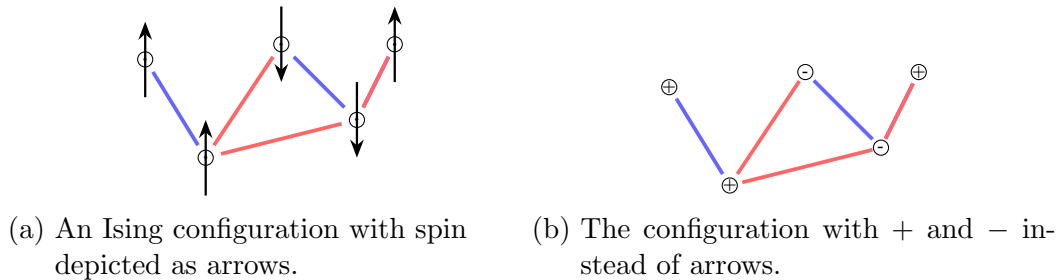 +
-
+
-
+
(a) An Ising configuration with spin
depicted as arrows.
(b) The configuration with + and − in-
stead of arrows.